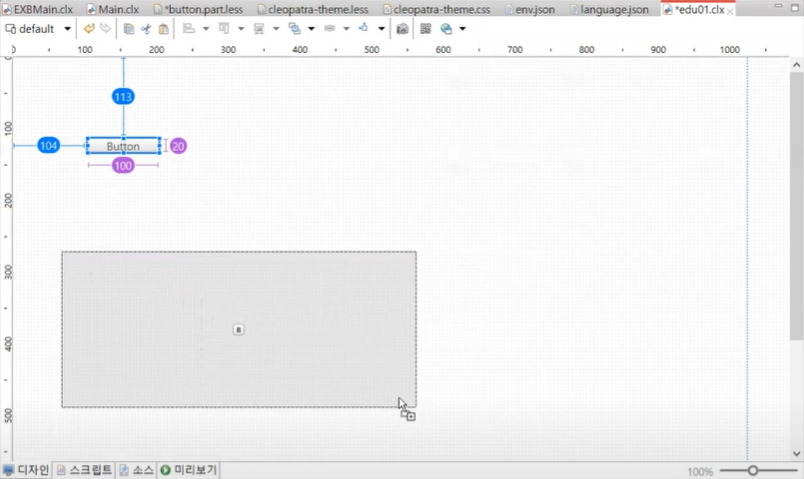 EXBMain.clx Main.clx *button.part.less cleopatra-theme.less cleopatra-theme.css env.json language.json *edu01.clx
default
0 100 200 300 400 500 600 700 800 900 1000
0
113
100
104
Button
20
100
200
300
B
400
500
디자인 스크립트 소스 미리보기 100%